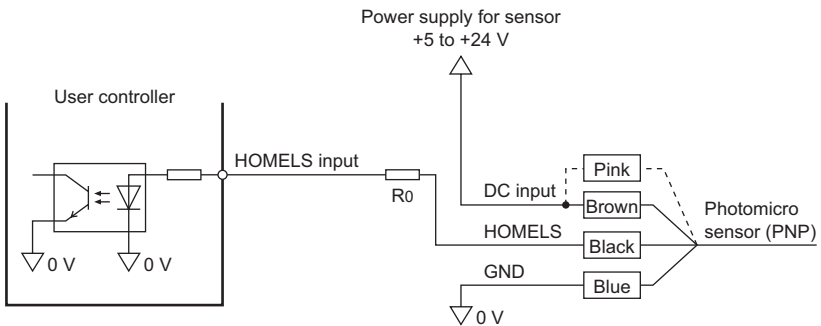 Power supply for sensor
+5 to +24 V
User controller
HOMELS input
R0
DC input
Pink
Brown
HOMELS
Black
GND
Blue
Photomicro
sensor (PNP)
0 V
0 V
0 V